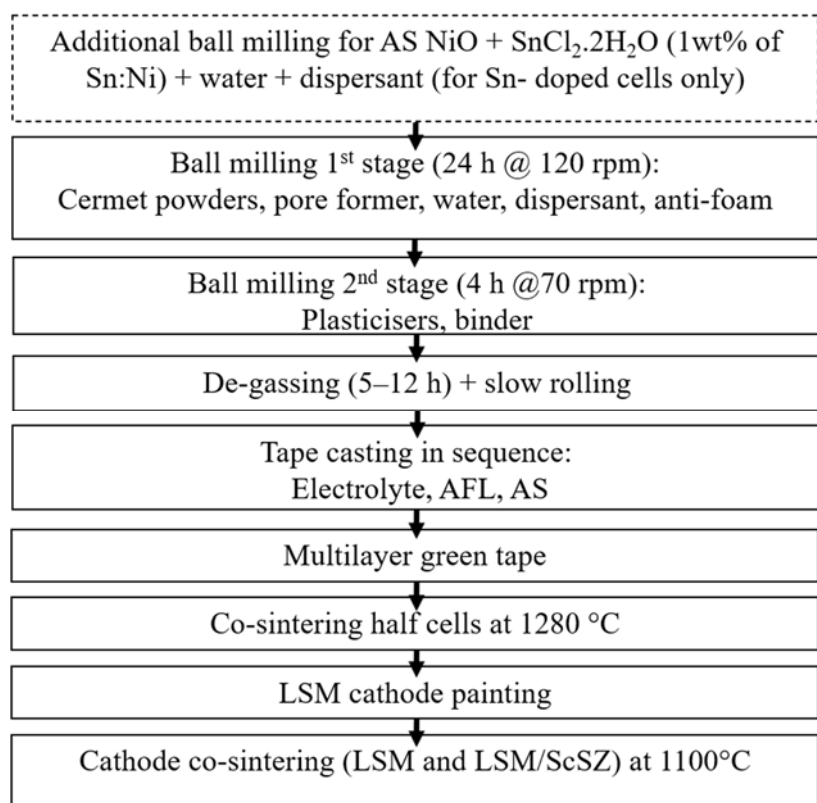 Additional ball milling for AS NiO + SnCl₂.2H₂O (1wt% of
Sn:Ni) + water + dispersant (for Sn- doped cells only)
Ball milling 1ˢᵗ stage (24 h @ 120 rpm):
Cermet powders, pore former, water, dispersant, anti-foam
Ball milling 2ⁿᵈ stage (4 h @70 rpm):
Plasticisers, binder
De-gassing (5–12 h) + slow rolling
Tape casting in sequence:
Electrolyte, AFL, AS
Multilayer green tape
Co-sintering half cells at 1280 °C
LSM cathode painting
Cathode co-sintering (LSM and LSM/ScSZ) at 1100°C